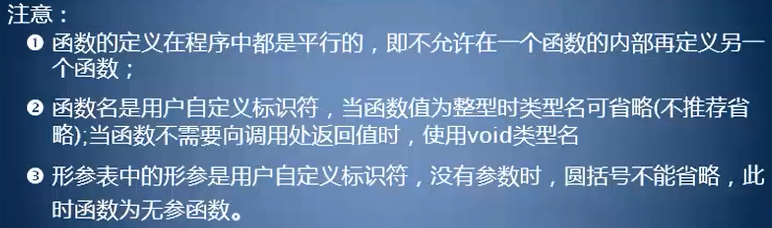 注意：
❶ 函数的定义在程序中都是平行的，即不允许在一个函数的内部再定义另一
个函数；
❷ 函数名是用户自定义标识符，当函数值为整型时类型名可省略(不推荐省
略);当函数不需要向调用处返回值时，使用void类型名
❸ 形参表中的形参是用户自定义标识符，没有参数时，圆括号不能省略，此
时函数为无参函数。